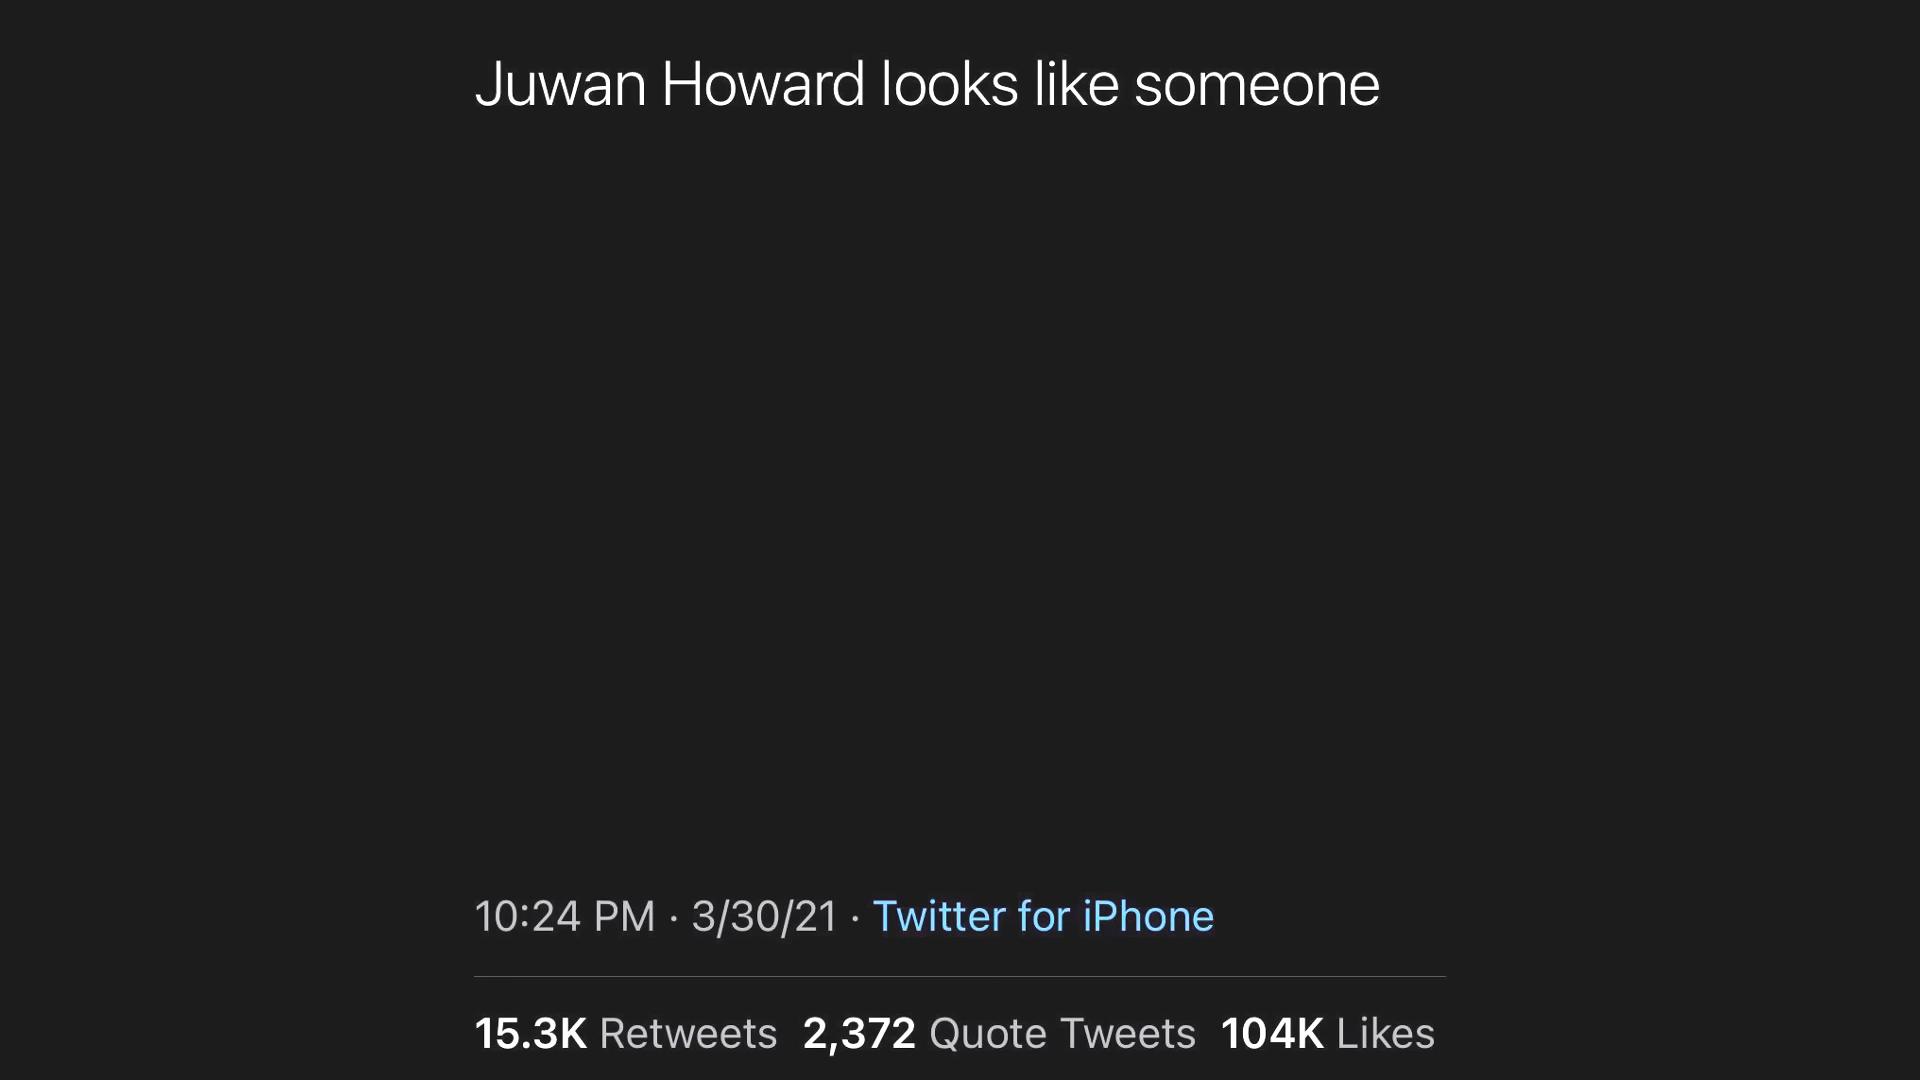 Juwan Howard looks like someone
10:24 PM · 3/30/21 · Twitter for iPhone
15.3K Retweets 2,372 Quote Tweets 104K Likes